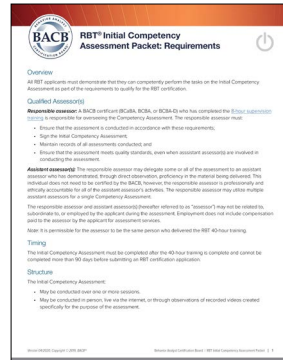 BACB
RBT® Initial Competency
Assessment Packet: Requirements
Overview
All RBT applicants must demonstrate that they can competently perform the tasks on the Initial Competency
Assessment as part of the requirements to qualify for the RBT certification.
Qualified Assessor(s)
Responsible assessor: A BACB certificant (BCaBA, BCBA, or BCBA-D) who has completed the 8-hour supervision
training is responsible for overseeing the Competency Assessment. The responsible assessor must:
• Ensure that the assessment is conducted in accordance with these requirements;
• Sign the Initial Competency Assessment;
• Maintain records of all assessments conducted; and
• Ensure that the assessment meets quality standards, even when assistant assessor(s) are involved in
conducting the assessment.
Assistant assessor(s): The responsible assessor may delegate some or all of the assessment to an assistant
assessor who has demonstrated, through direct observation, proficiency in the material being delivered. This
individual does not need to be certified by the BACB, however, the responsible assessor is professionally and
ethically accountable for all of the assistant assessor's activities. The responsible assessor may utilize multiple
assistant assessors for a single Competency Assessment.
The responsible assessor and assistant assessor(s) (hereafter referred to as "assessor") may not be related to,
subordinate to, or employed by the applicant during the assessment. Employment does not include compensation
paid to the assessor by the applicant for assessment services.
Note: It is permissible for the assessor to be the same person who delivered the RBT 40-hour training.
Timing
The Initial Competency Assessment must be completed after the 40-hour training is complete and cannot be
completed more than 90 days before submitting an RBT certification application.
Structure
The Initial Competency Assessment:
• May be conducted over one or more sessions.
• May be conducted in person, live via the internet, or through observations of recorded videos created
specifically for the purpose of the assessment.